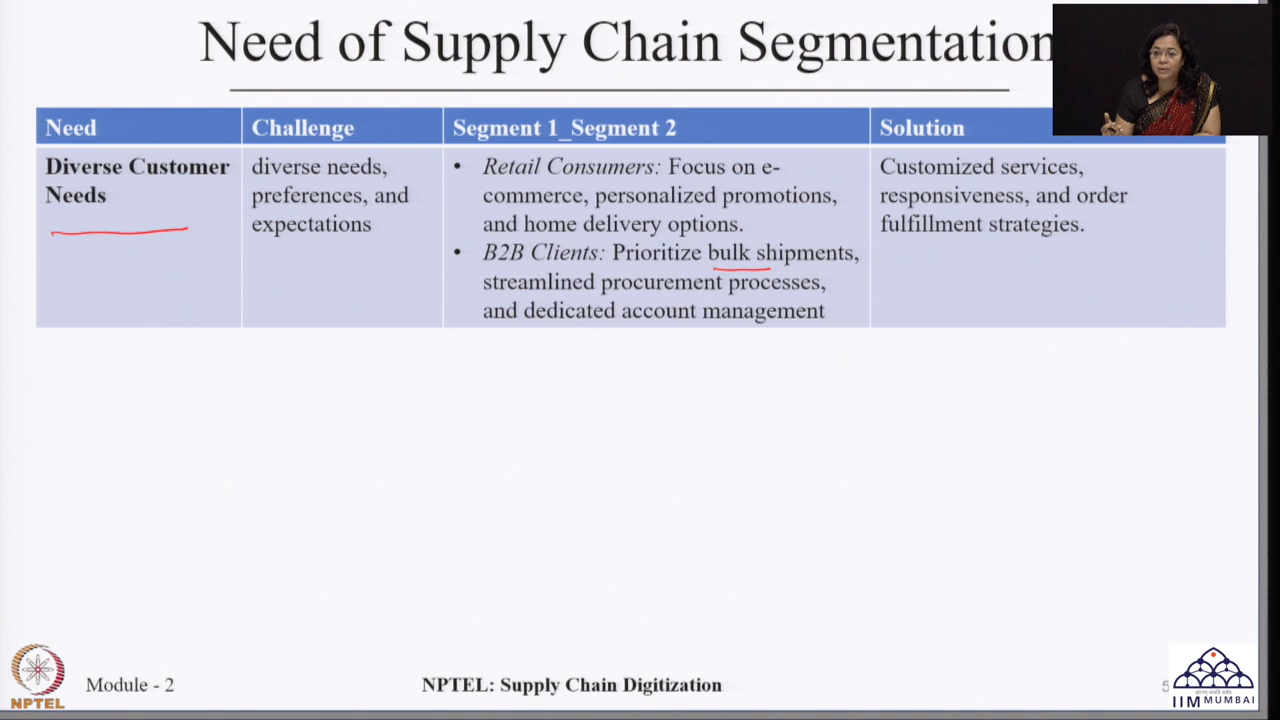 Need of Supply Chain Segmentation
Need
Challenge
Segment 1_Segment 2
Solution
Diverse Customer
Needs
diverse needs,
preferences, and
expectations
• Retail Consumers: Focus on e-
commerce, personalized promotions,
and home delivery options.
• B2B Clients: Prioritize bulk shipments,
streamlined procurement processes,
and dedicated account management
Customized services,
responsiveness, and order
fulfillment strategies.
NPTEL
Module - 2
NPTEL: Supply Chain Digitization
5
IIM MUMBAI